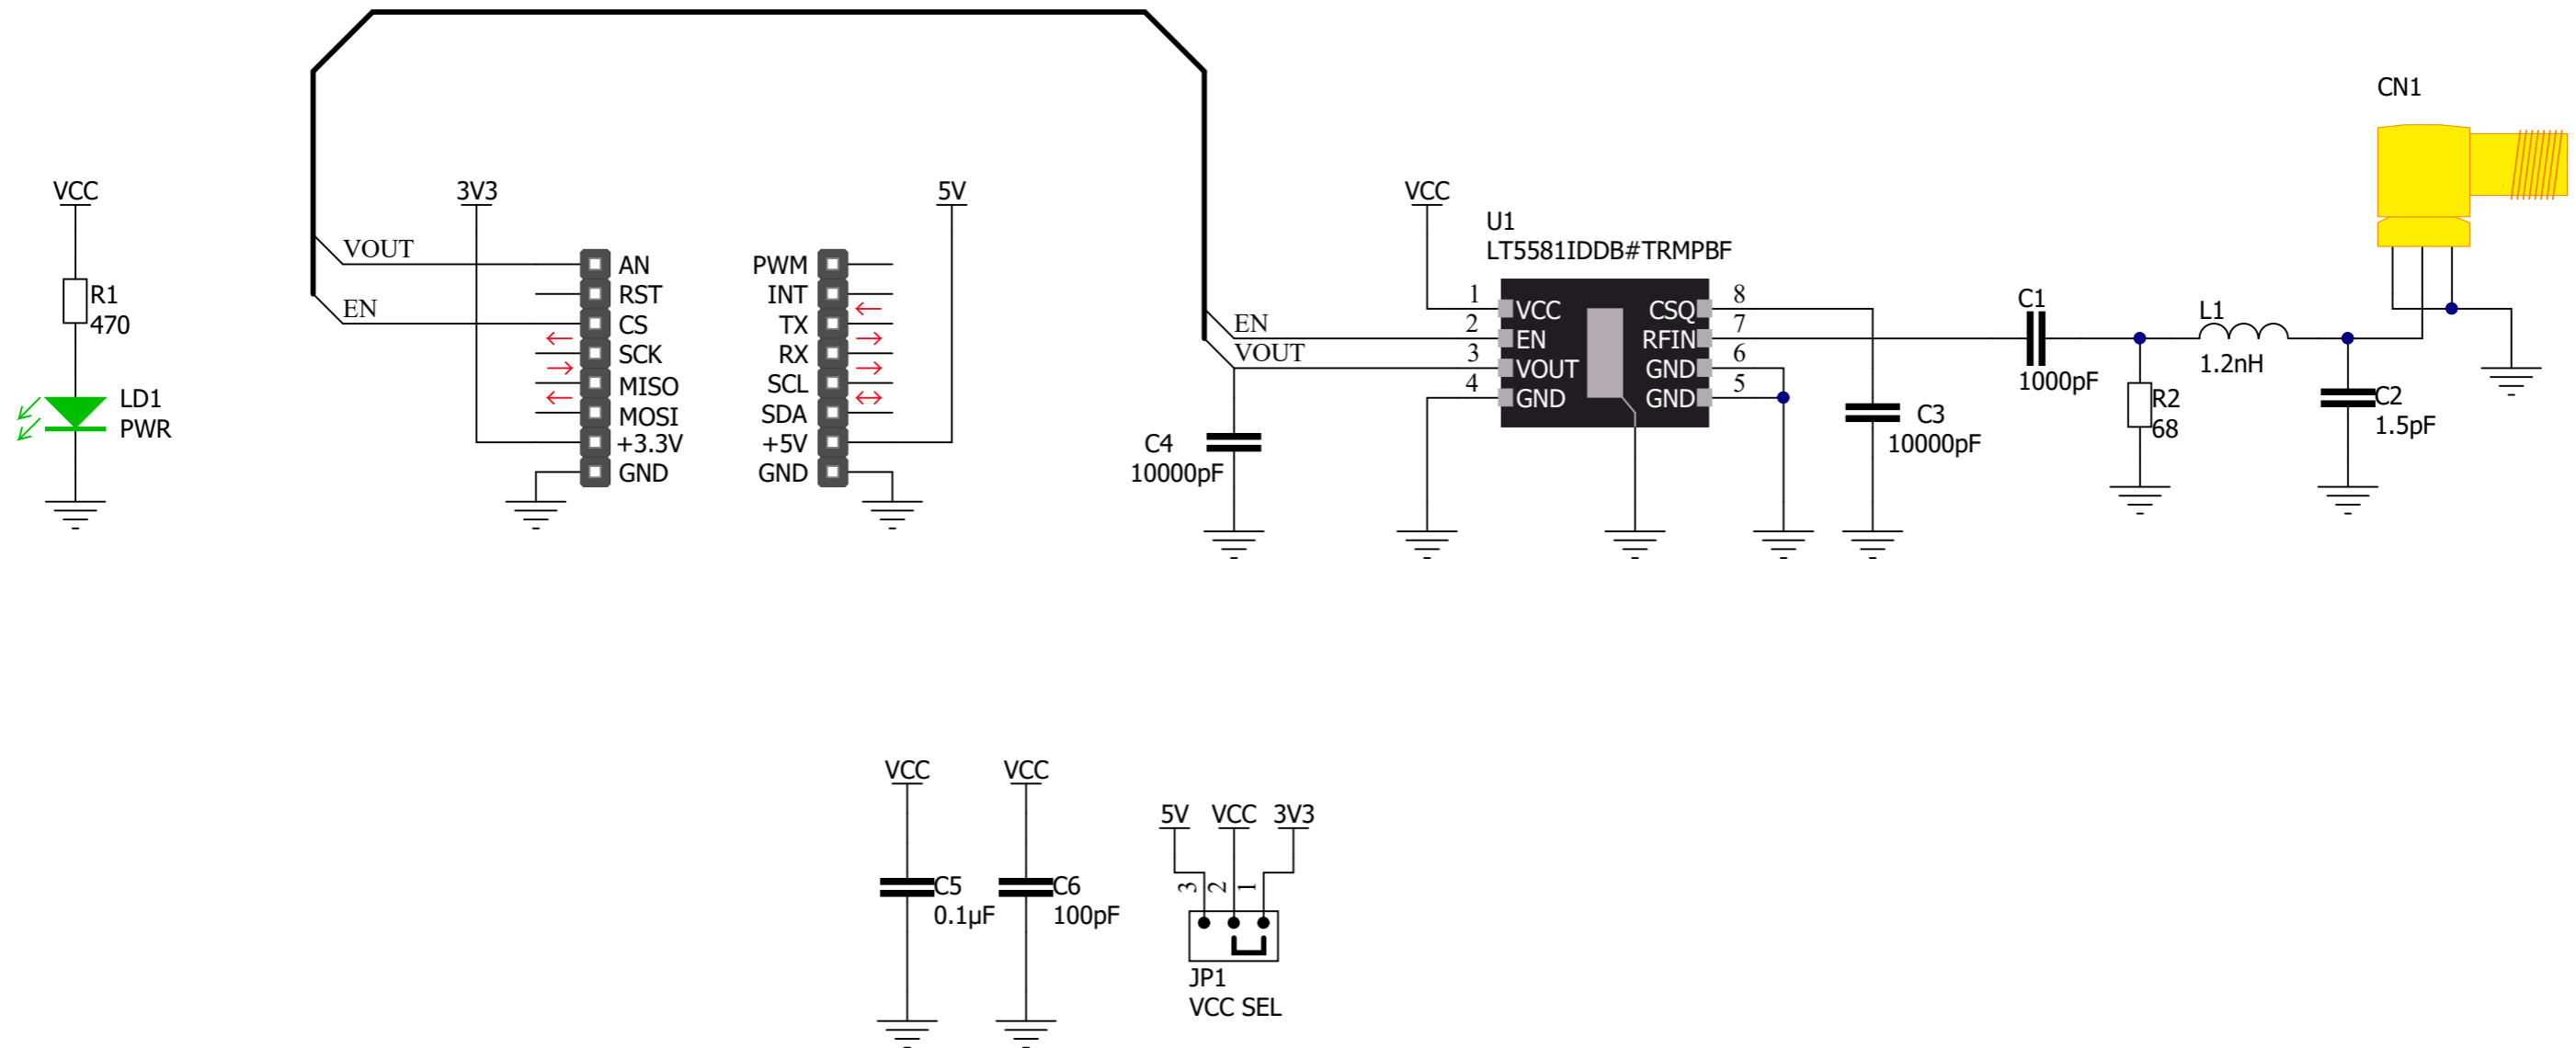 CN1
VCC
R1
470
LD1
PWR
VOUT
EN
3V3
AN
RST
CS
SCK
MISO
MOSI
+3.3V
GND
5V
PWM
INT
TX
RX
SCL
SDA
+5V
GND
EN
VOUT
C4
10000pF
VCC
U1
LT5581IDDB#TRMPBF
1 VCC
2 EN
3 VOUT
4 GND
CSQ 8
RFIN 7
GND 6
GND 5
C3
10000pF
C1
1000pF
R2
68
L1
1.2nH
C2
1.5pF
VCC
C5
0.1µF
VCC
C6
100pF
5V VCC 3V3
3 2 1
JP1
VCC SEL